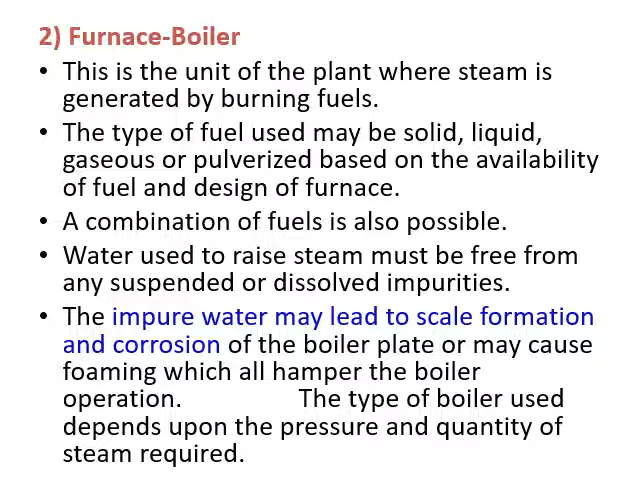 2) Furnace-Boiler
• This is the unit of the plant where steam is
generated by burning fuels.
• The type of fuel used may be solid, liquid,
gaseous or pulverized based on the availability
of fuel and design of furnace.
• A combination of fuels is also possible.
• Water used to raise steam must be free from
any suspended or dissolved impurities.
• The impure water may lead to scale formation
and corrosion of the boiler plate or may cause
foaming which all hamper the boiler
operation. The type of boiler used
depends upon the pressure and quantity of
steam required.